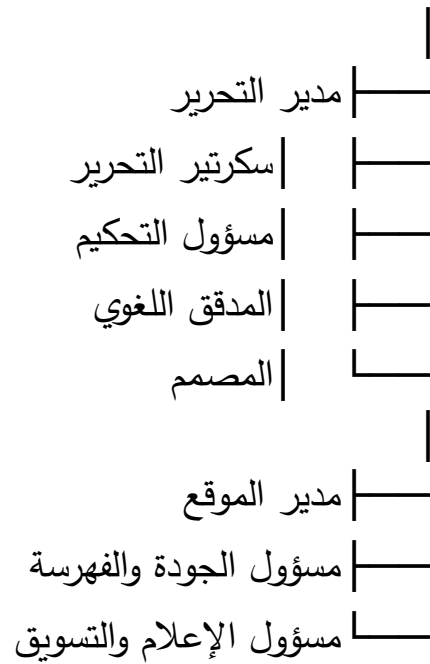 مدير التحرير
سكرتير التحرير
مسؤول التحكيم
المدقق اللغوي
المصمم
مدير الموقع
مسؤول الجودة والفهرسة
مسؤول الإعلام والتسويق